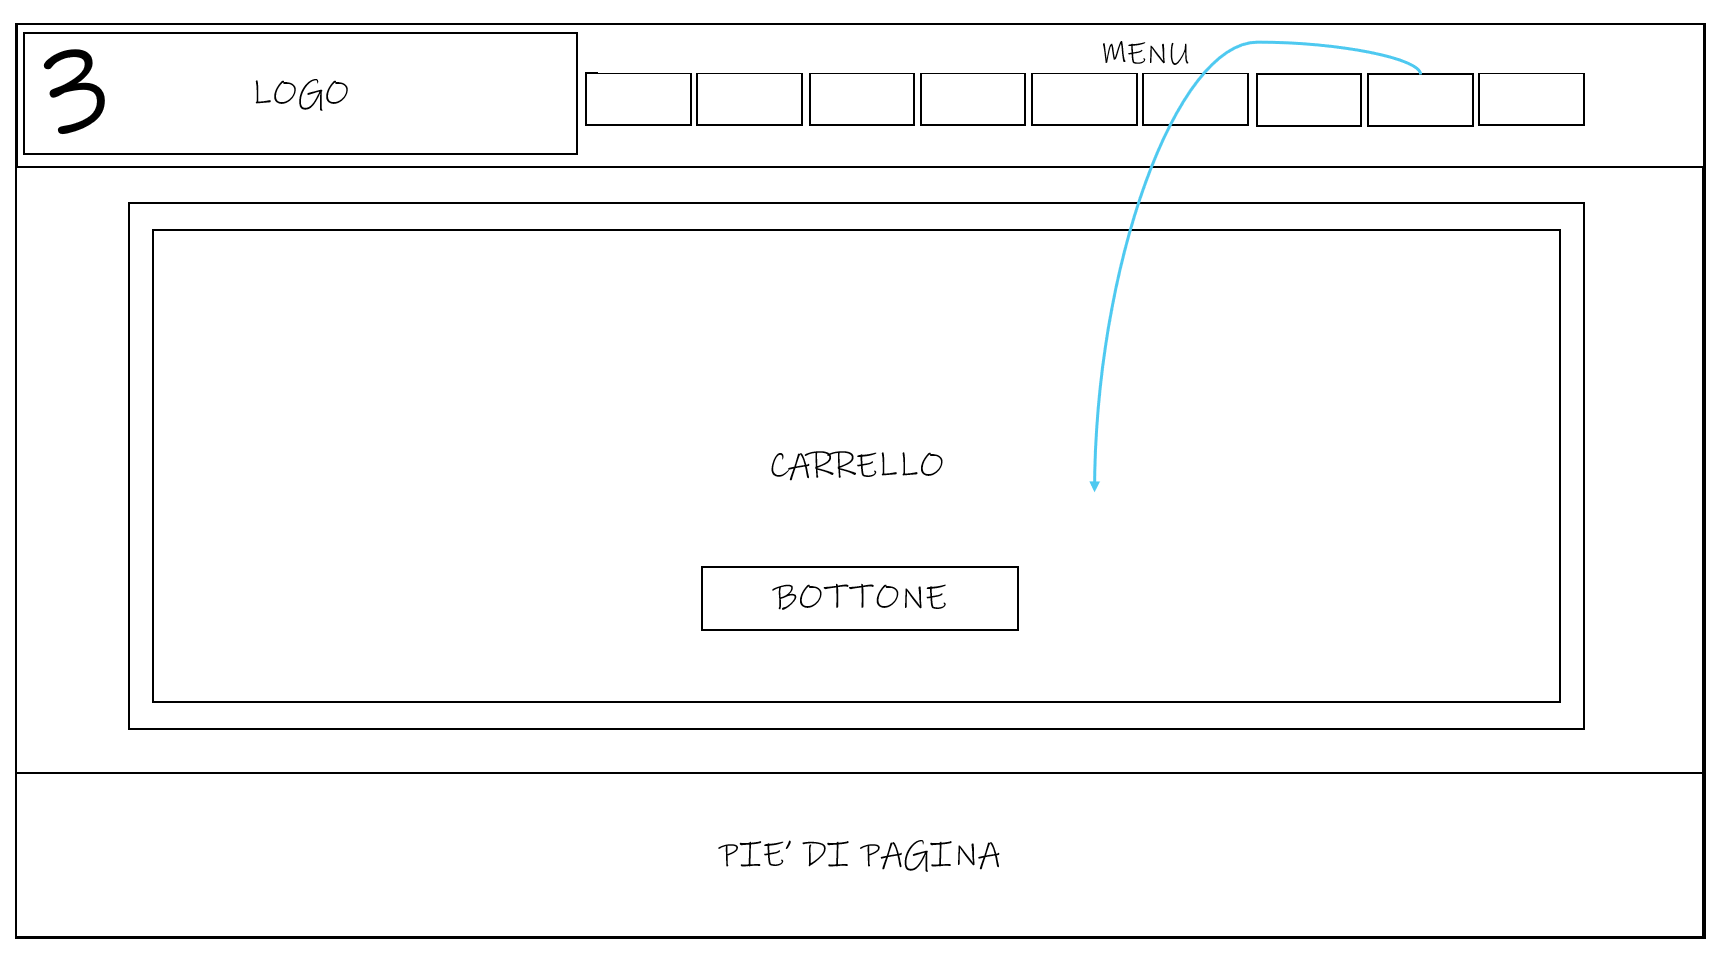 3
LOGO
MENU
CARRELLO
BOTTONE
PIE' DI PAGINA